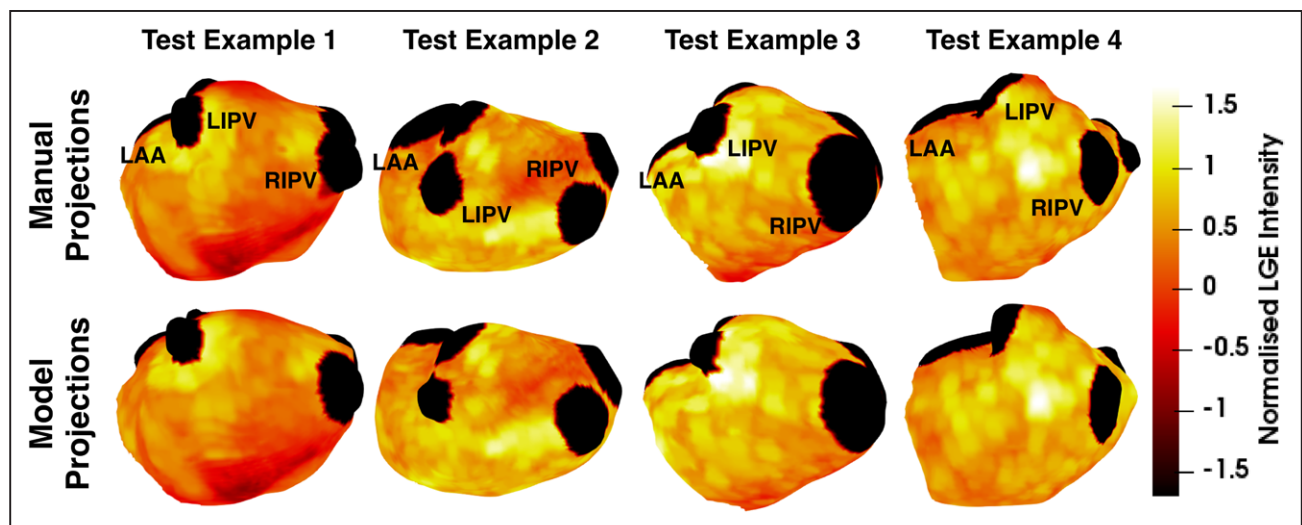 Test Example 1
Test Example 2
Test Example 3
Test Example 4
Manual
Projections
LIPV
LAA
RIPV
LAA
RIPV
LIPV
LIPV
LAA
RIPV
LIPV
LAA
RIPV
Model
Projections
1.5
1
0.5
0
-0.5
-1
-1.5
Normalised LGE Intensity